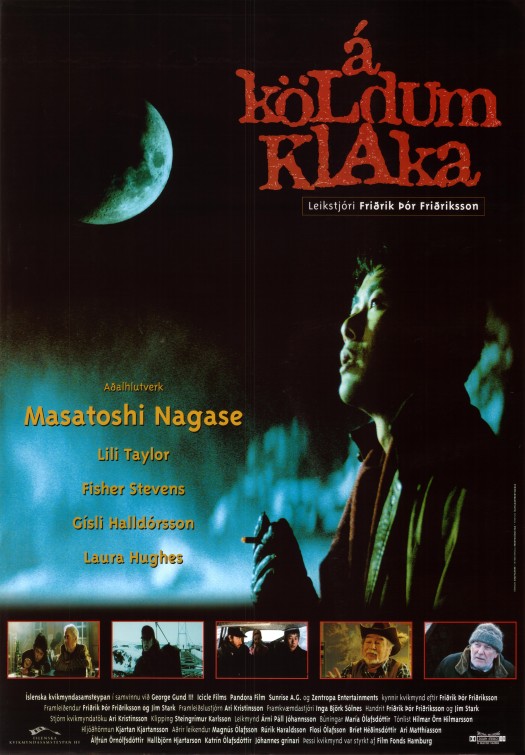 á
köLdum
KlAka
Leikstjóri Friðrik Þór Friðriksson
Aðalhlutverk
Masatoshi Nagase
Lili Taylor
Fisher Stevens
Gísli Halldórsson
Laura Hughes
Íslenska kvikmyndasamsteypan í samvinnu við George Gund III Icicle Films Pandora Film Sunrise A.G. og Zentropa Entertainments kynnir kvikmynd eftir Friðrik Þór Friðriksson
Framleiðendur Friðrik Þór Friðriksson og Jim Stark Framleiðslustjóri Ari Kristinsson Framkvæmdastjóri Inga Björk Sólnes Handrit Friðrik Þór Friðriksson og Jim Stark
Stjórn kvikmyndatöku Ari Kristinsson Klipping Steingrímur Karlsson Leikmynd Árni Páll Jóhannsson Búningar María Ólafsdóttir Tónlist Hilmar Örn Hilmarsson
Hljóðhönnun Kjartan Kjartansson Aðrir leikendur Magnús Ólafsson Rúrik Haraldsson Flosi Ólafsson Bríet Héðinsdóttir Ari Matthíasson
Álfrún Örnólfsdóttir Hallbjörn Hjartarson Katrín Ólafsdóttir Jóhannes grínari Þessi kvikmynd var styrkt af Film Fonds Hamburg
ÍSLENSKA
KVIKMYNDASAMSTEYPAN